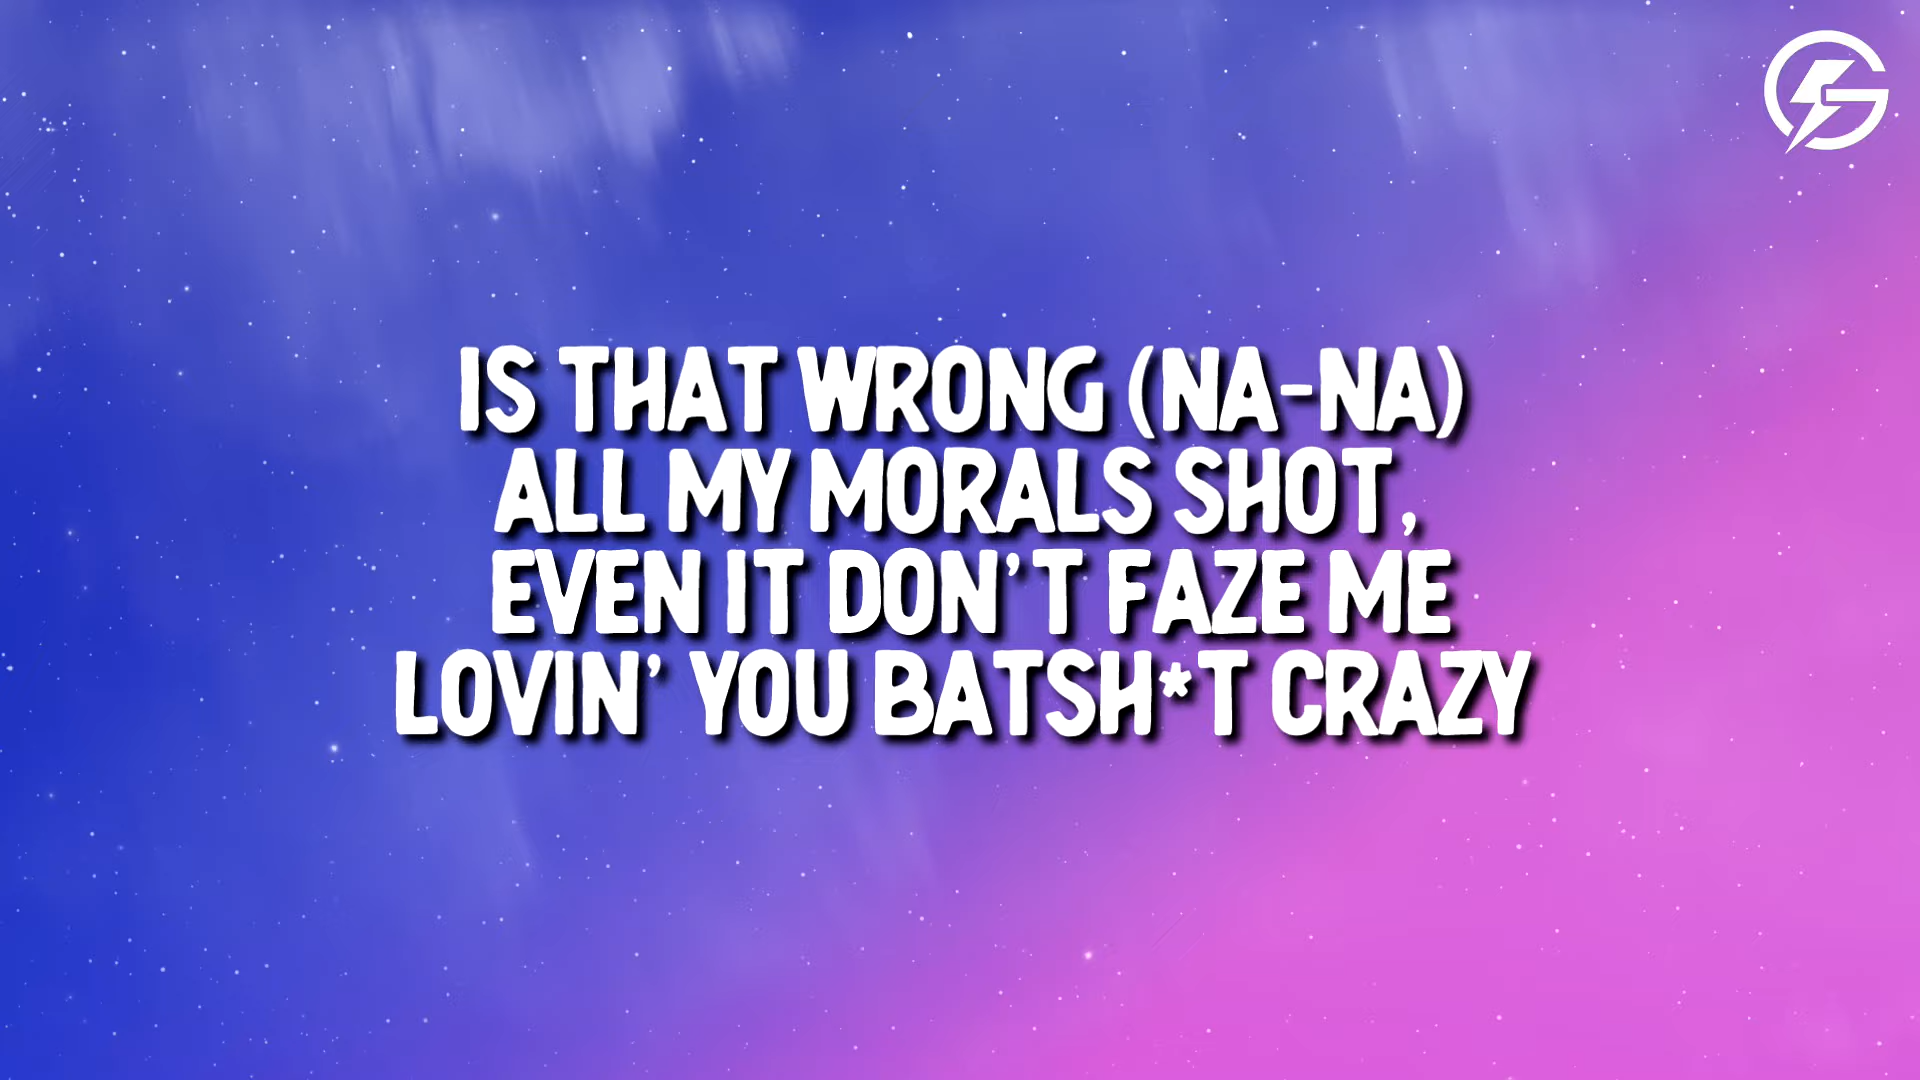 IS THAT WRONG (NA-NA)
ALL MY MORALS SHOT,
EVEN IT DON'T FAZE ME
LOVIN' YOU BATSH*T CRAZY